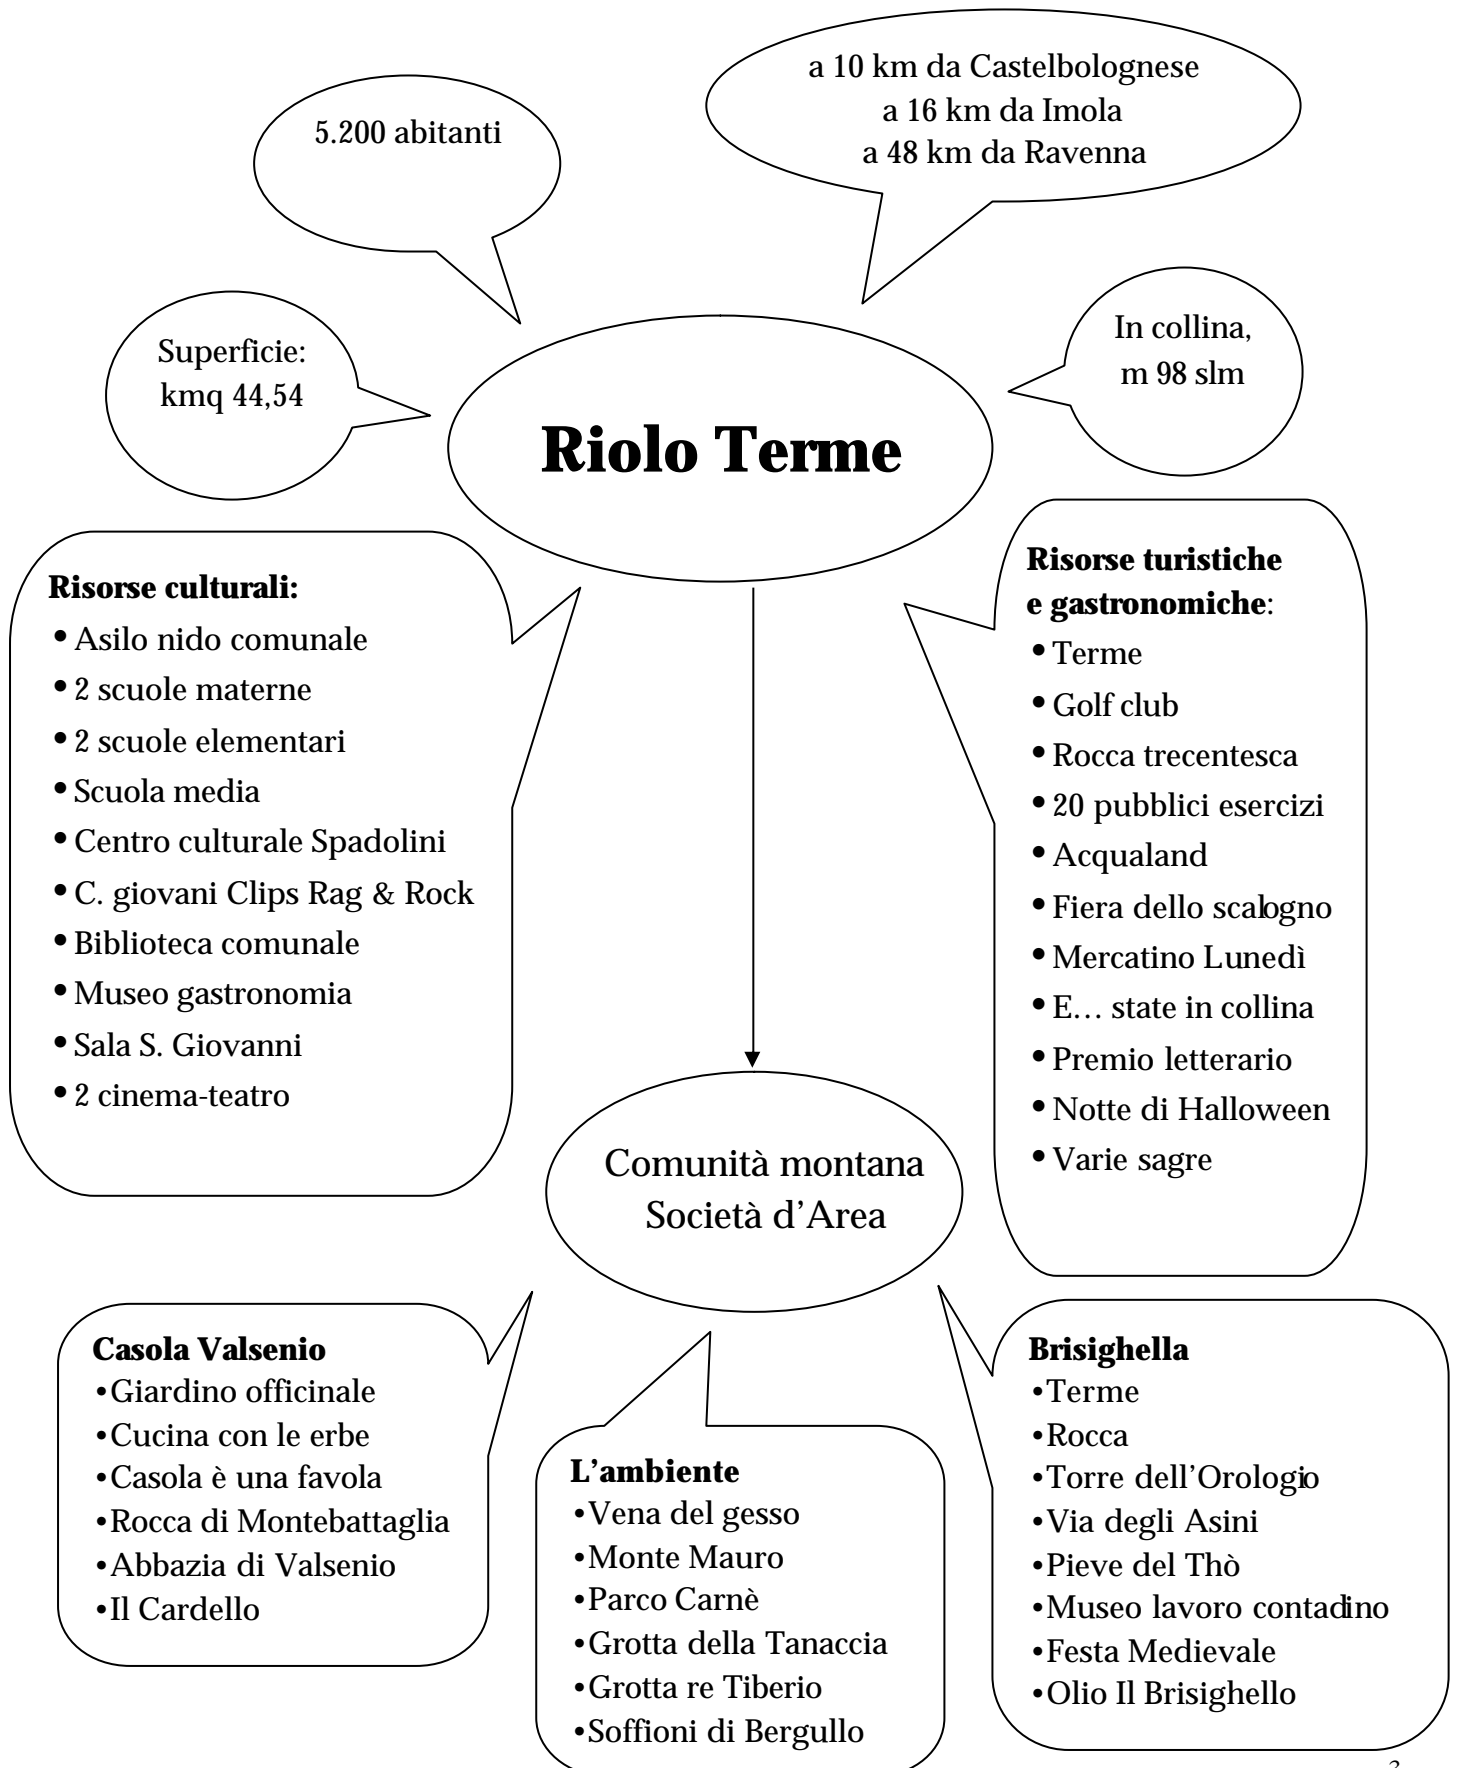 a 10 km da Castelbolognese
a 16 km da Imola
a 48 km da Ravenna
5.200 abitanti
In collina,
m 98 slm
Superficie:
kmq 44,54
Riolo Terme
Risorse culturali:
•Asilo nido comunale
•2 scuole materne
•2 scuole elementari
•Scuola media
•Centro culturale Spadolini
•C. giovani Clips Rag & Rock
•Biblioteca comunale
•Museo gastronomia
•Sala S. Giovanni
•2 cinema-teatro
Risorse turistiche
e gastronomiche:
•Terme
•Golf club
•Rocca trecentesca
•20 pubblici esercizi
•Acqualand
•Fiera dello scalogno
•Mercatino Lunedì
•E… state in collina
•Premio letterario
•Notte di Halloween
•Varie sagre
Comunità montana
Società d’Area
Casola Valsenio
•Giardino officinale
•Cucina con le erbe
•Casola è una favola
•Rocca di Montebattaglia
•Abbazia di Valsenio
•Il Cardello
L’ambiente
•Vena del gesso
•Monte Mauro
•Parco Carnè
•Grotta della Tanaccia
•Grotta re Tiberio
•Soffioni di Bergullo
Brisighella
•Terme
•Rocca
•Torre dell’Orologio
•Via degli Asini
•Pieve del Thò
•Museo lavoro contadino
•Festa Medievale
•Olio Il Brisighello